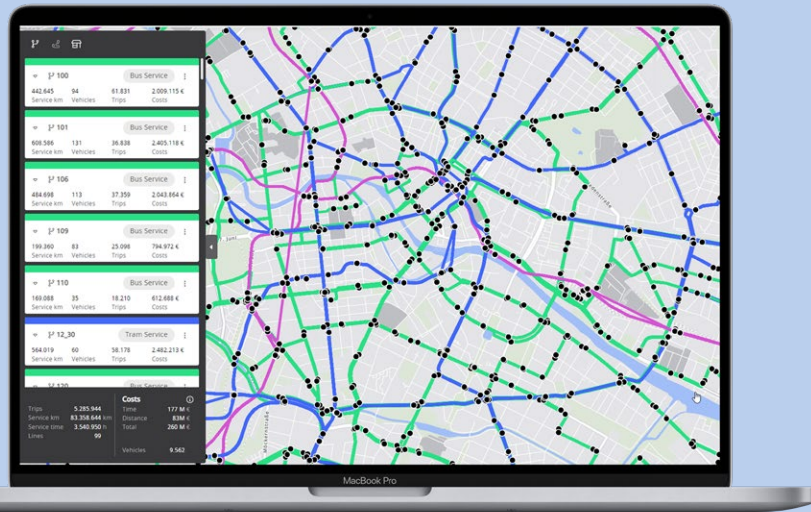 100
Bus Service
442.645 94 61.831 2.009.115 €
Service km Vehicles Trips Costs
101
Bus Service
608.586 131 36.838 2.405.118 €
Service km Vehicles Trips Costs
106
Bus Service
464.698 113 37.359 2.043.864 €
Service km Vehicles Trips Costs
109
Bus Service
199.360 83 25.098 794.972 €
Service km Vehicles Trips Costs
110
Bus Service
169.088 35 18.210 612.688 €
Service km Vehicles Trips Costs
12_30
Tram Service
564.019 60 58.178 2.482.213 €
Service km Vehicles Trips Costs
120
Bus Service
Trips 5.285.944
Service km 83.358.644 km
Service time 3.540.950 h
Lines 99
Costs
Time 177 M €
Distance 83M €
Total 260 M €
Vehicles 9.562
MacBook Pro